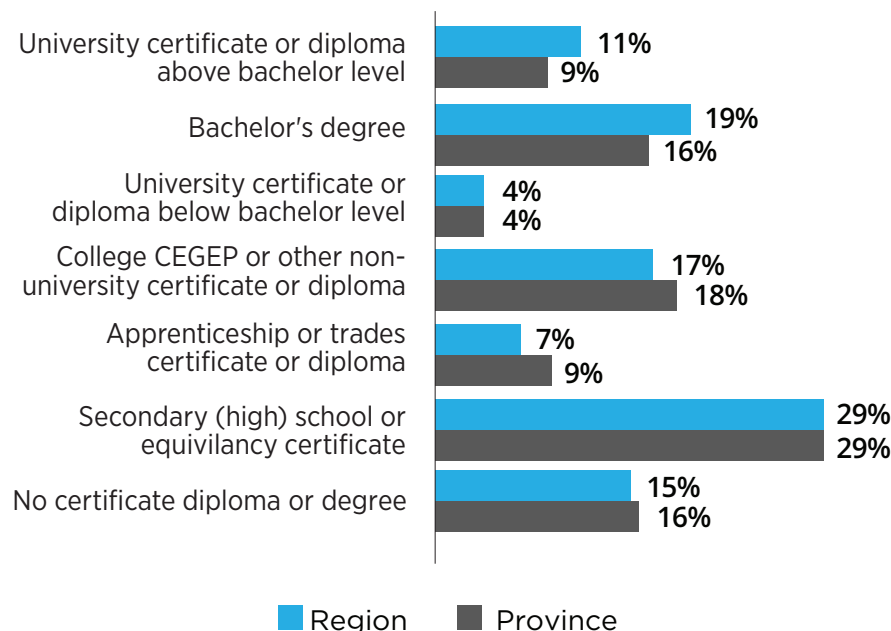 University certificate or diploma
above bachelor level
11%
9%
Bachelor's degree
19%
16%
University certificate or
diploma below bachelor level
4%
4%
College CEGEP or other non-
university certificate or diploma
17%
18%
Apprenticeship or trades
certificate or diploma
7%
9%
Secondary (high) school or
equivilancy certificate
29%
29%
No certificate diploma or degree
15%
16%
Region
Province